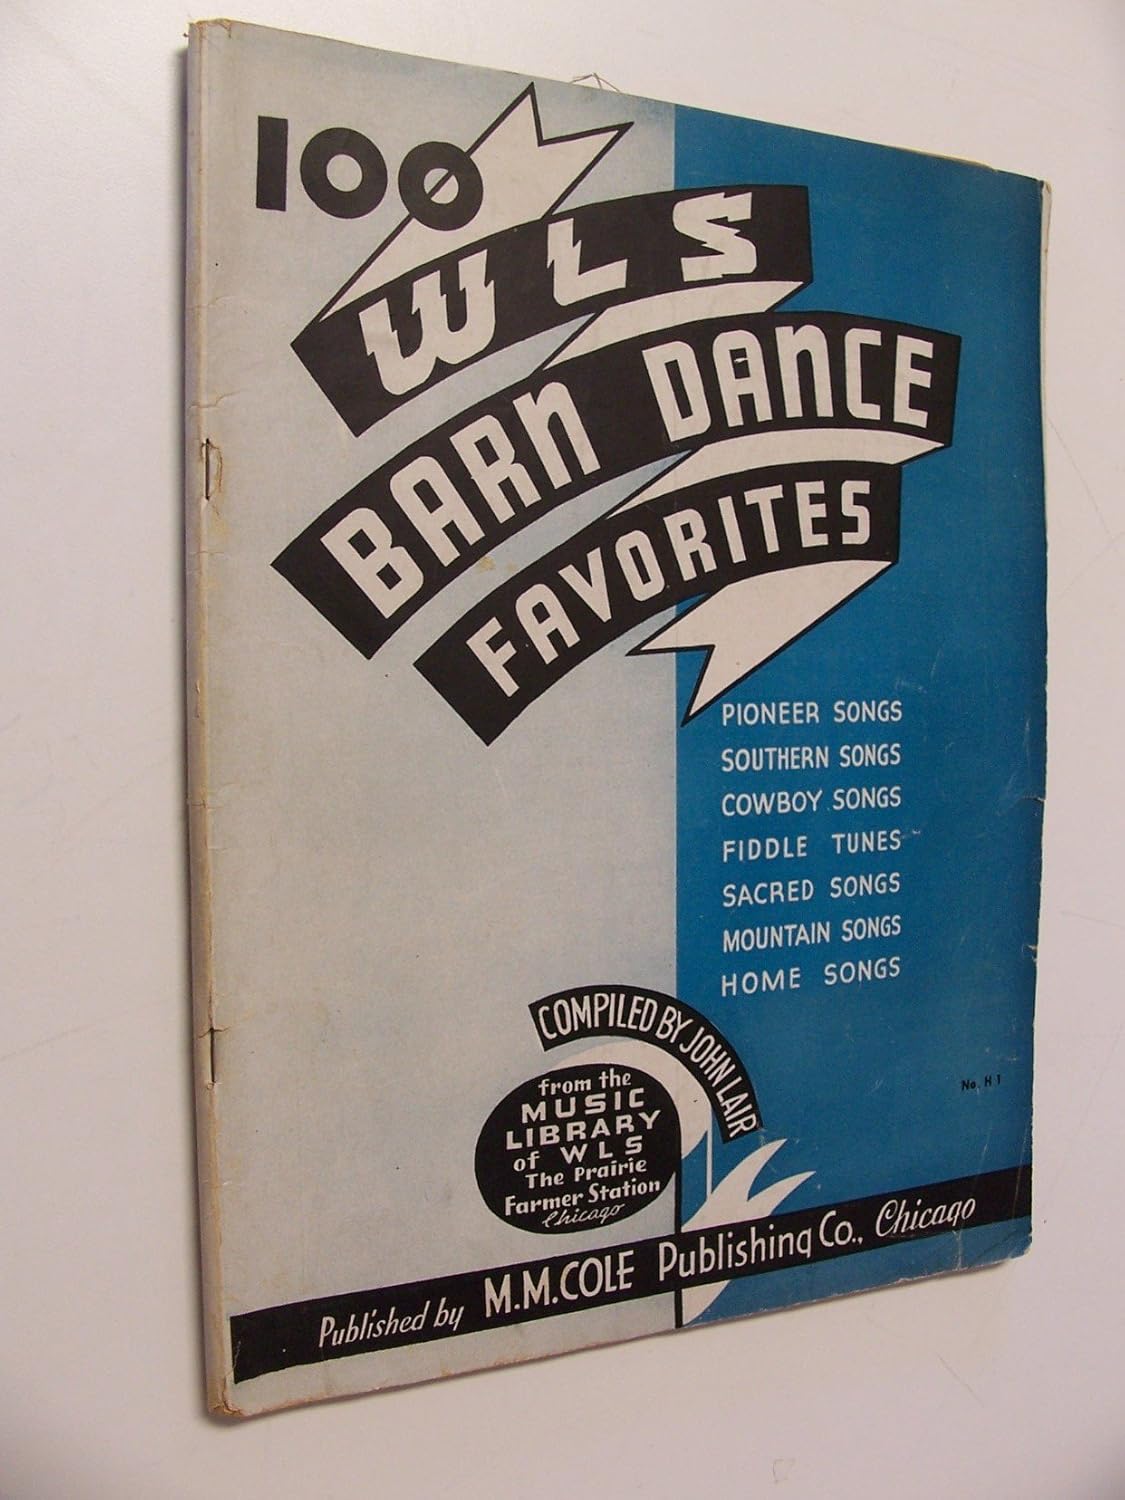 100
WLS
BARN DANCE
FAVORITES
PIONEER SONGS
SOUTHERN SONGS
COWBOY SONGS
FIDDLE TUNES
SACRED SONGS
MOUNTAIN SONGS
HOME SONGS
COMPILED BY JOHN LAIR
from the
MUSIC
LIBRARY
of WLS
The Prairie
Farmer Station
Chicago
No. H 1
Published by M.M.COLE Publishing Co., Chicago